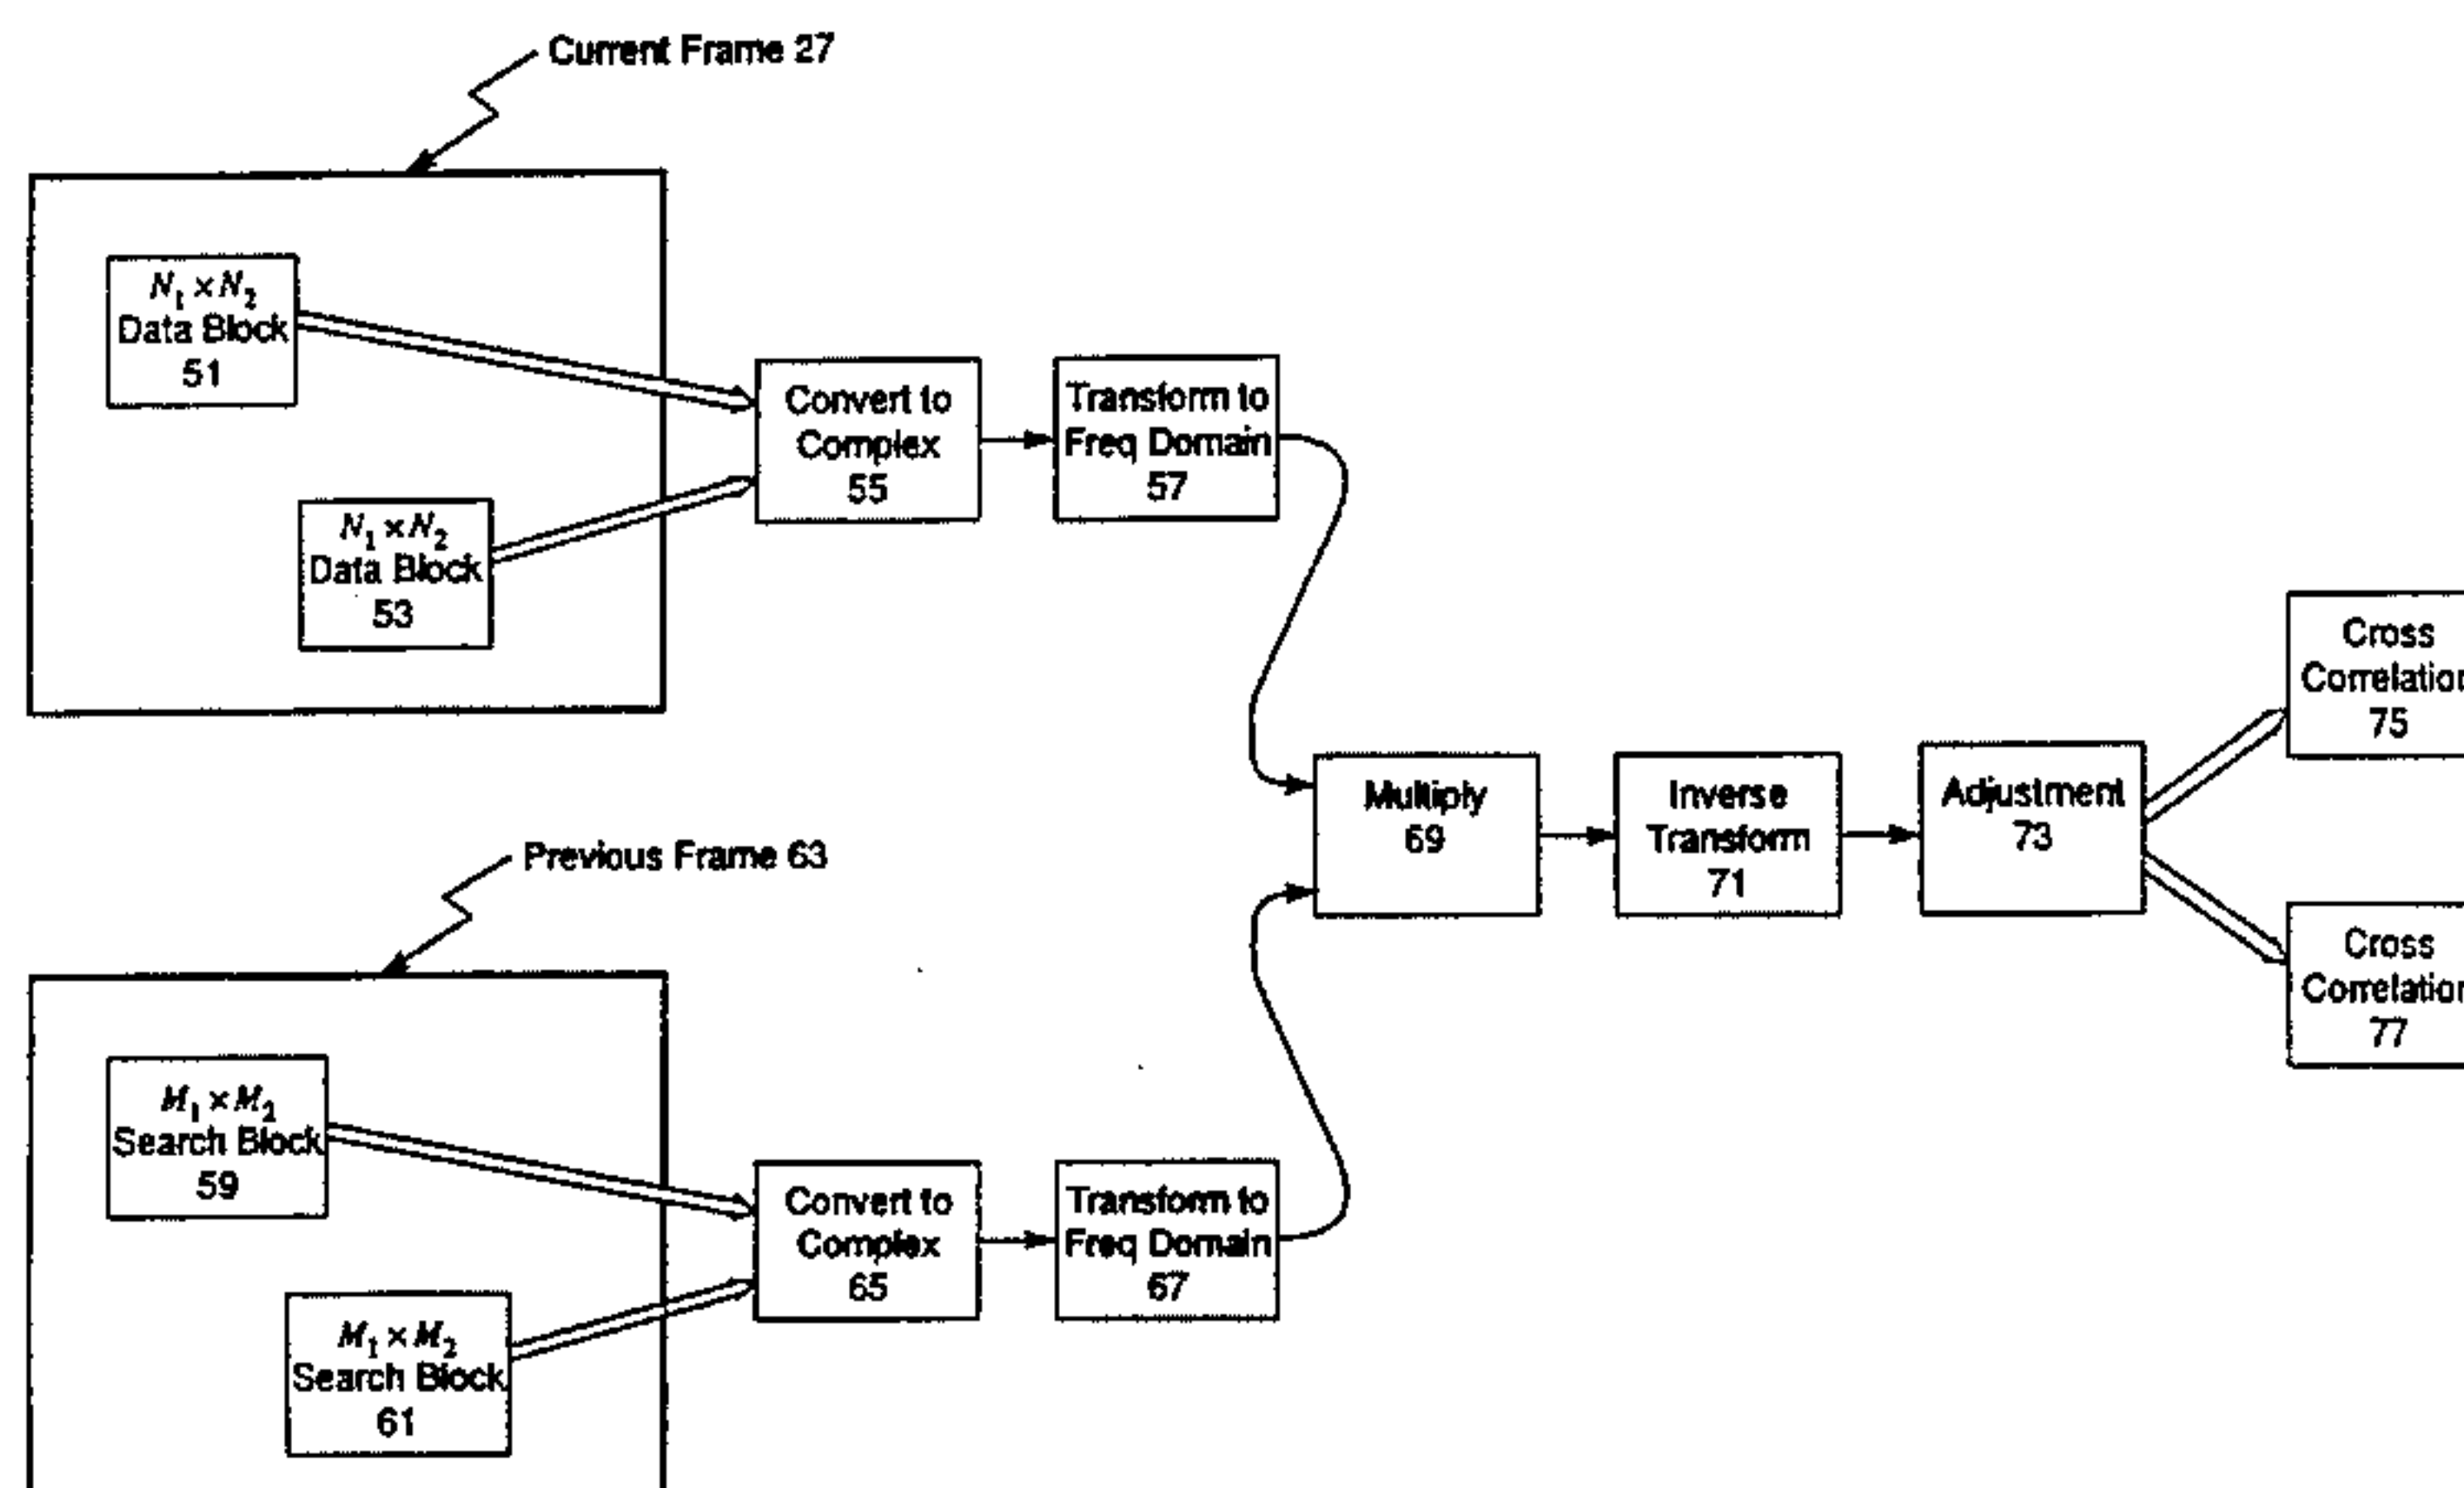 Current Frame 27
N1 × N2
Data Block
51
N1 × N2
Data Block
53
Convert to
Complex
55
Transform to
Freq Domain
57
Previous Frame 63
M1 × M2
Search Block
59
M1 × M2
Search Block
61
Convert to
Complex
65
Transform to
Freq Domain
67
Multiply
69
Inverse
Transform
71
Adjustment
73
Cross
Correlation
75
Cross
Correlation
77